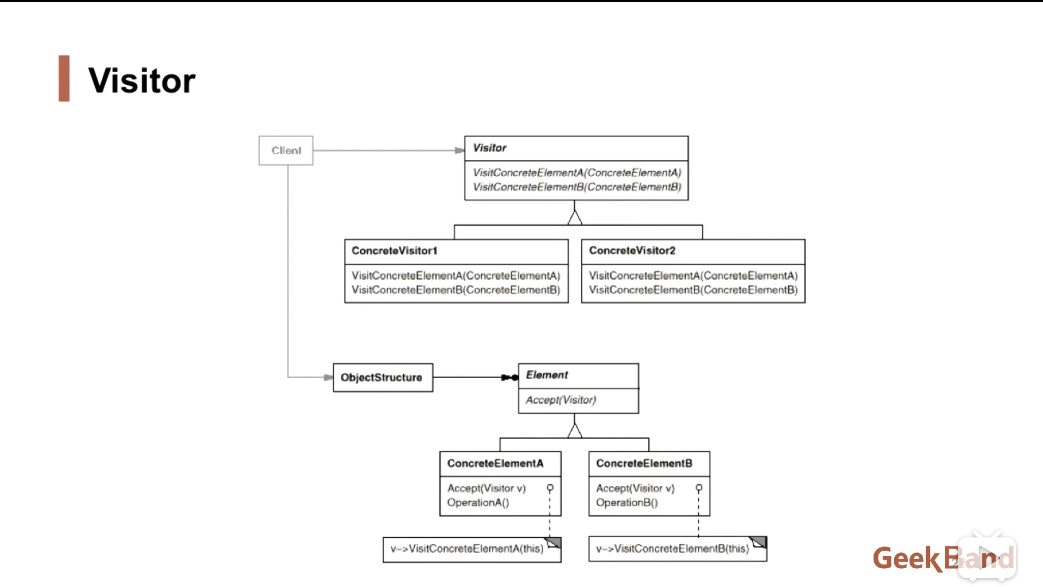 Visitor
Client
Visitor
VisitConcreteElementA(ConcreteElementA)
VisitConcreteElementB(ConcreteElementB)
ConcreteVisitor1
VisitConcreteElementA(ConcreteElementA)
VisitConcreteElementB(ConcreteElementB)
ConcreteVisitor2
VisitConcreteElementA(ConcreteElementA)
VisitConcreteElementB(ConcreteElementB)
ObjectStructure
Element
Accept(Visitor)
ConcreteElementA
Accept(Visitor v)
OperationA()
ConcreteElementB
Accept(Visitor v)
OperationB()
v->VisitConcreteElementA(this)
v->VisitConcreteElementB(this)
GeekBand